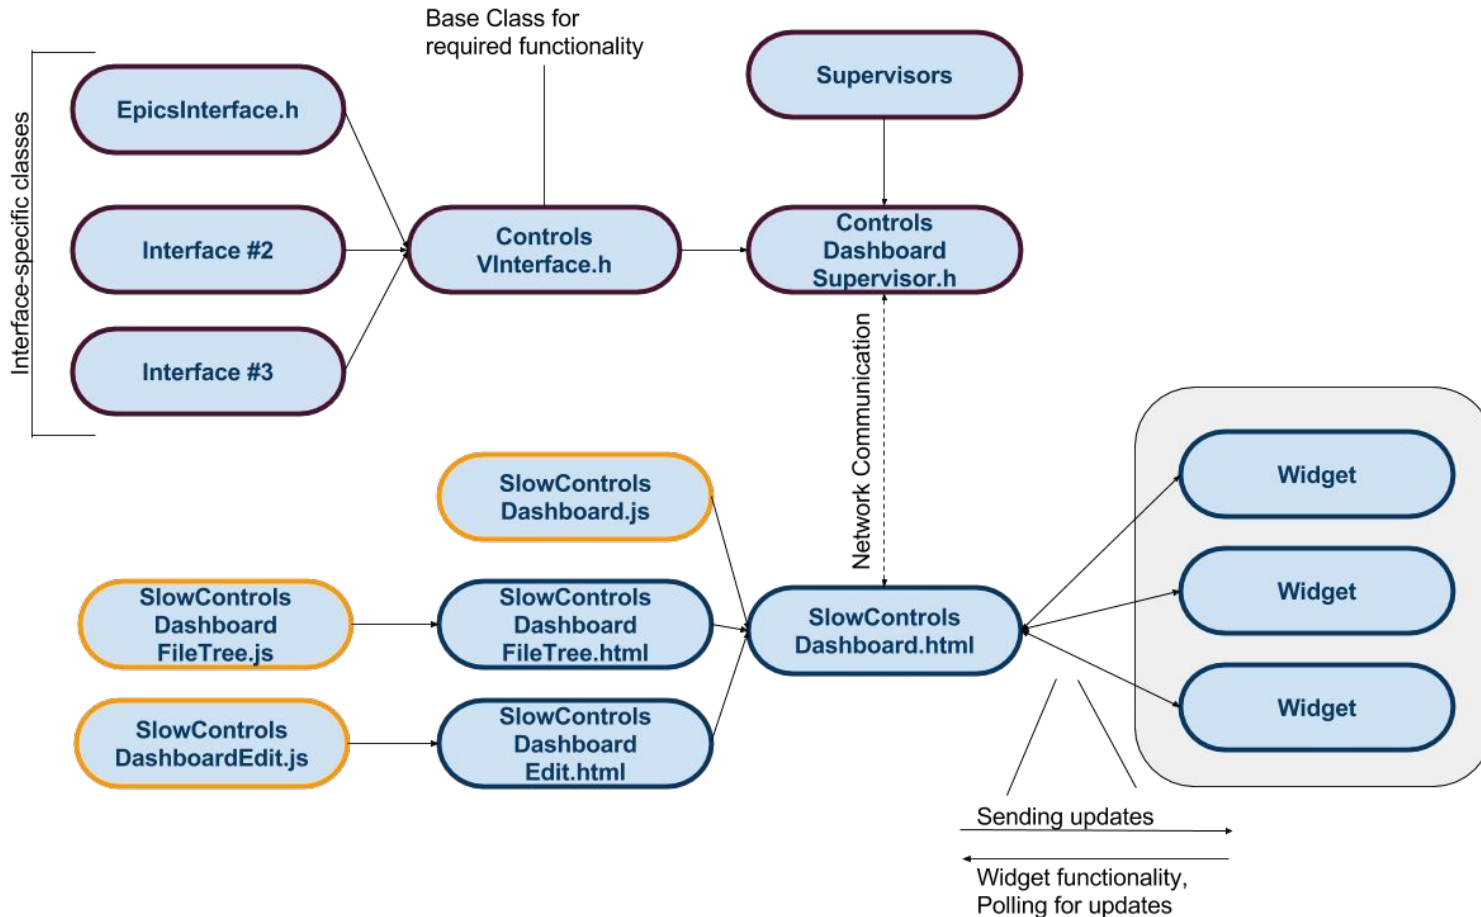 Base Class for
required functionality
Supervisors
EpicsInterface.h
Interface-specific classes
Interface #2
Controls
VInterface.h
Controls
Dashboard
Supervisor.h
Interface #3
Network Communication
SlowControls
Dashboard.js
Widget
SlowControls
Dashboard
FileTree.js
SlowControls
Dashboard
FileTree.html
SlowControls
Dashboard.html
Widget
SlowControls
DashboardEdit.js
SlowControls
Dashboard
Edit.html
Widget
Sending updates
Widget functionality,
Polling for updates